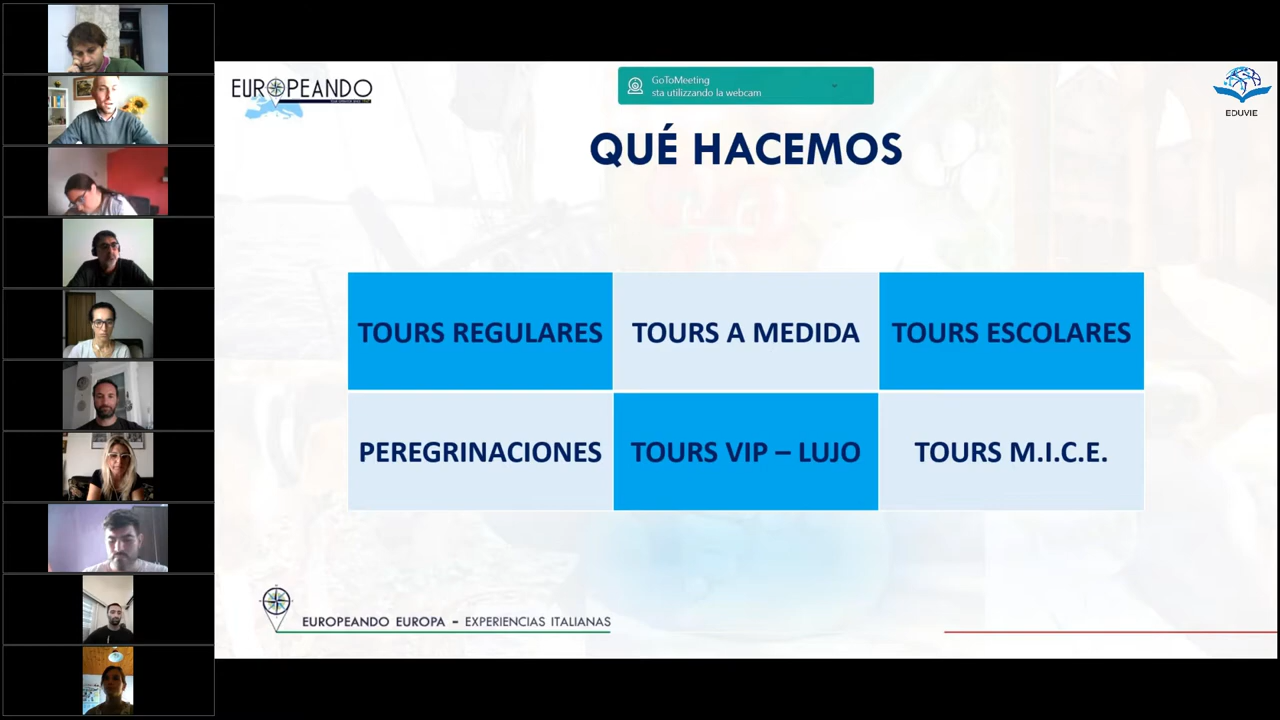 EUROPEANDO
GoToMeeting
sta utilizzando la webcam
EDUVIE
QUÉ HACEMOS
TOURS REGULARES
TOURS A MEDIDA
TOURS ESCOLARES
PEREGRINACIONES
TOURS VIP – LUJO
TOURS M.I.C.E.
EUROPEANDO EUROPA – EXPERIENCIAS ITALIANAS